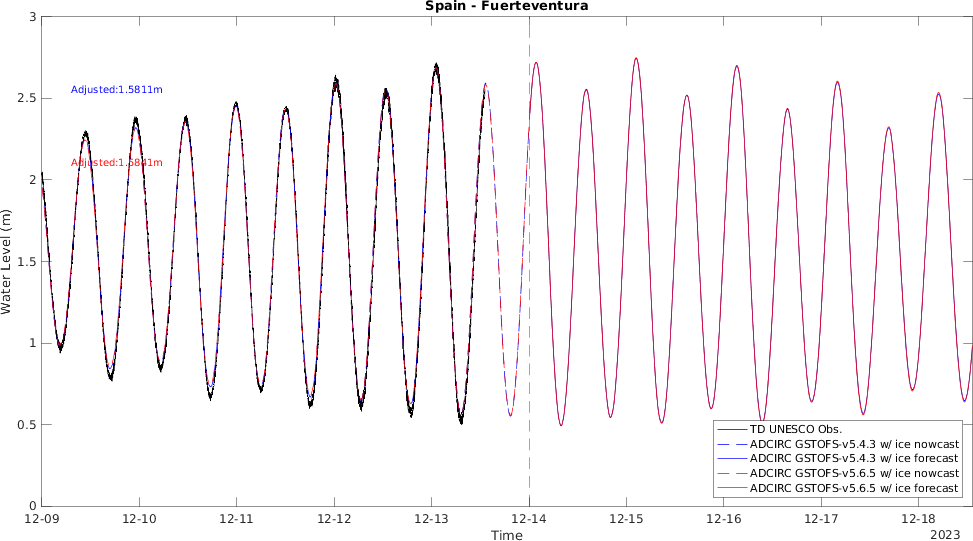 Spain - Fuerteventura
3
2.5
2
1.5
1
0.5
0
Water Level (m)
Adjusted:1.5811m
Adjusted:1.5841m
TD UNESCO Obs.
ADCIRC GSTOFS-v5.4.3 w/ ice nowcast
ADCIRC GSTOFS-v5.4.3 w/ ice forecast
ADCIRC GSTOFS-v5.6.5 w/ ice nowcast
ADCIRC GSTOFS-v5.6.5 w/ ice forecast
12-09 12-10 12-11 12-12 12-13 12-14 12-15 12-16 12-17 12-18
Time
2023